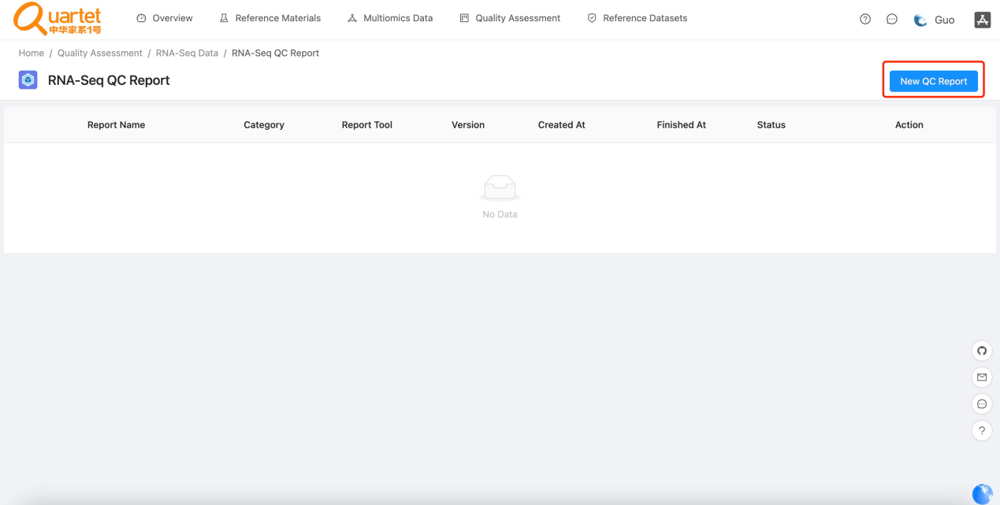 Quartet
中华家系1号
Overview
Reference Materials
Multiomics Data
Quality Assessment
Reference Datasets
Guo
Home / Quality Assessment / RNA-Seq Data / RNA-Seq QC Report
RNA-Seq QC Report
New QC Report
Report Name Category Report Tool Version Created At Finished At Status Action
No Data